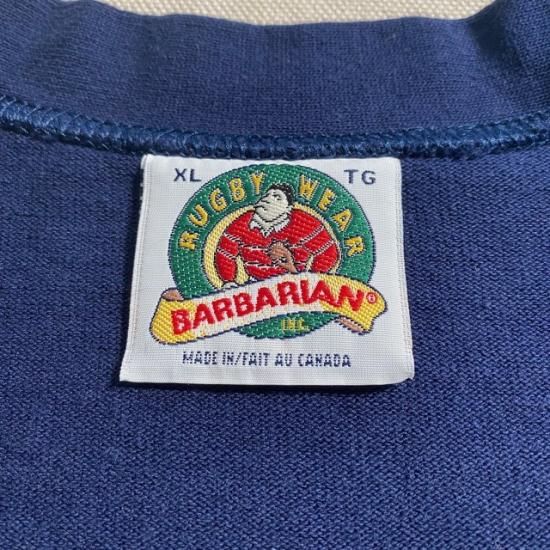 XL TG
RUGBY WEAR
BARBARIAN®
INC.
MADE IN/FAIT AU CANADA